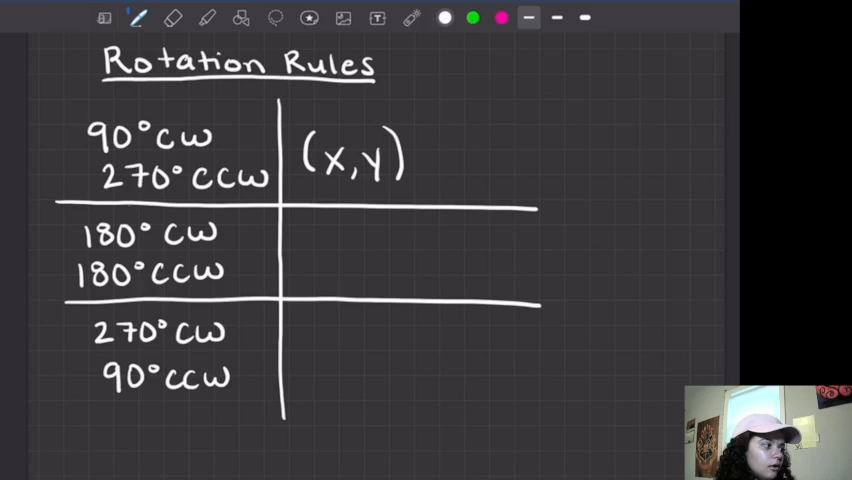 Rotation Rules
90°CW
270°CCW
(x,y)
180° CW
180°CCW
270°CW
90°CCW